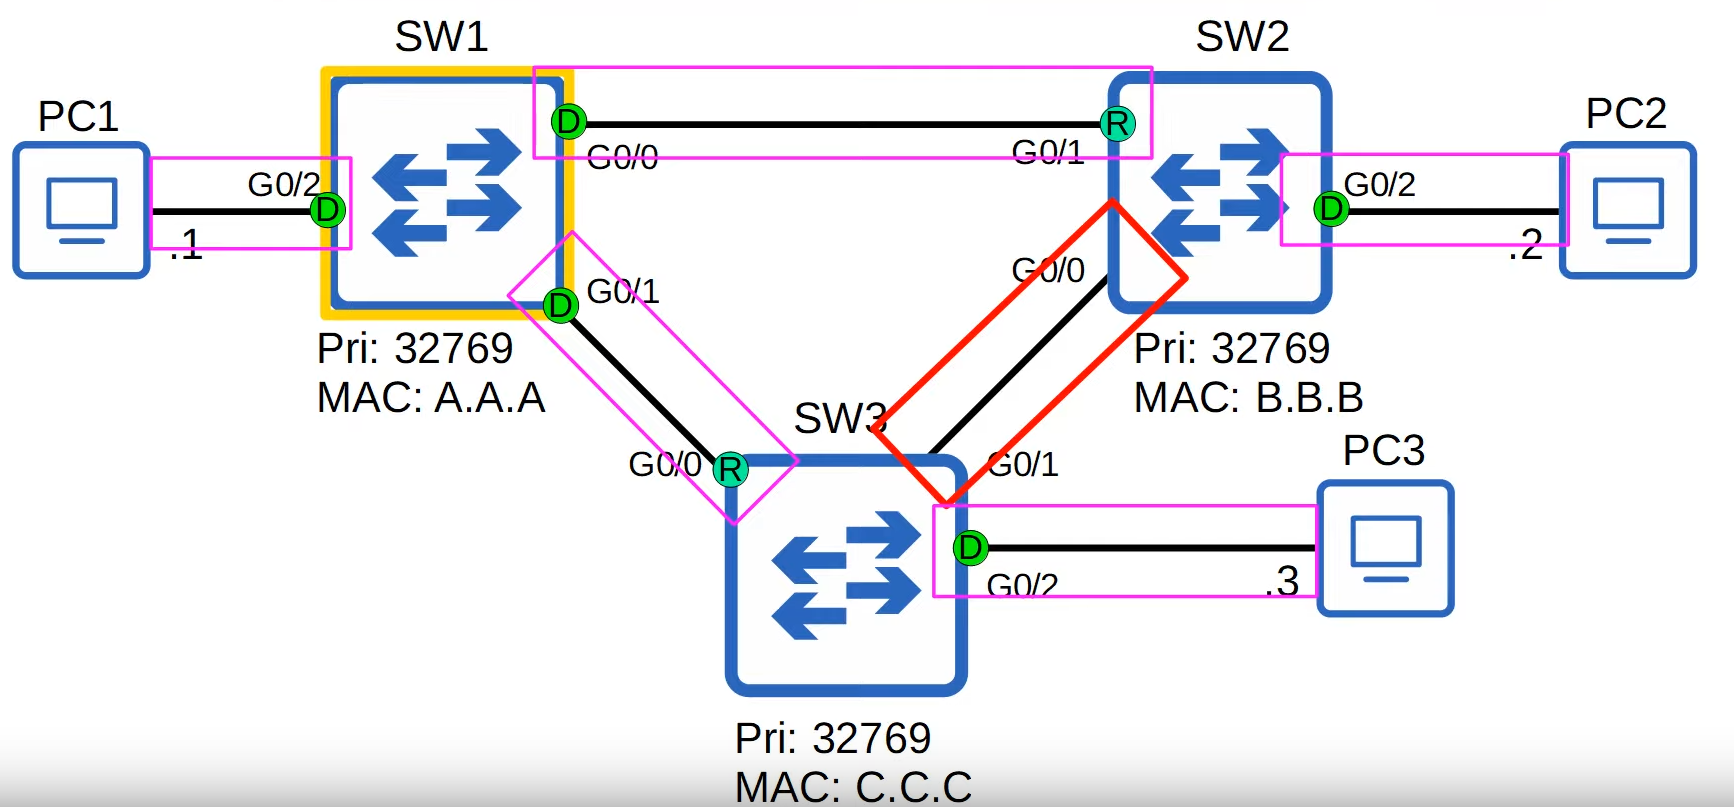 SW1
SW2
PC1
PC2
D
R
G0/0
G0/1
G0/2
D
G0/2
D
.1
.2
G0/1
D
G0/0
Pri: 32769
MAC: A.A.A
Pri: 32769
MAC: B.B.B
SW3
PC3
G0/0
R
G0/1
D
G0/2
.3
Pri: 32769
MAC: C.C.C